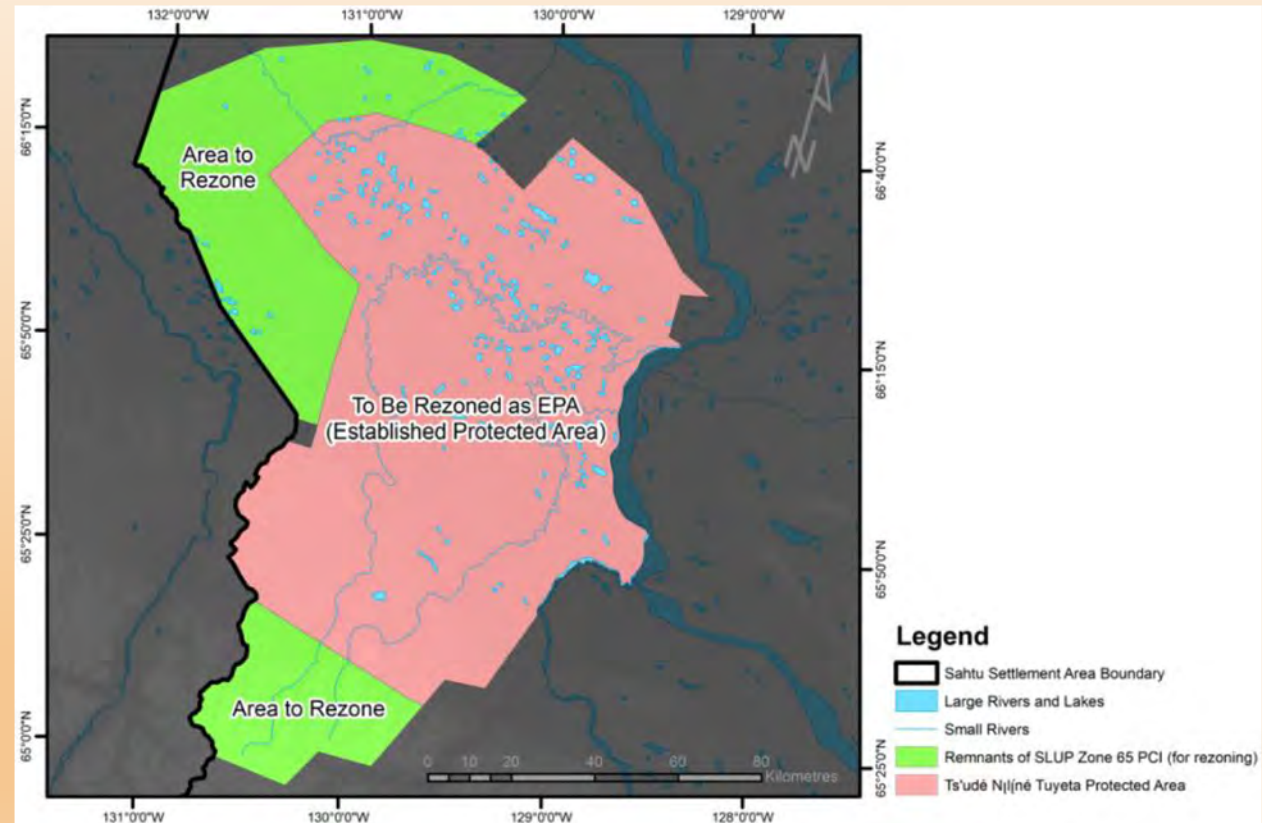 132°0'0"W
131°0'0"W
130°0'0"W
129°0'0"W
66°15'0"N
65°50'0"N
65°25'0"N
65°0'0"N
Area to
Rezone
To Be Rezoned as EPA
(Established Protected Area)
Area to Rezone
N
66°40'0"N
66°15'0"N
65°50'0"N
65°25'0"N
0 10 20 40 60 80
Kilometres
131°0'0"W
130°0'0"W
129°0'0"W
128°0'0"W
Legend
Sahtu Settlement Area Boundary
Large Rivers and Lakes
Small Rivers
Remnants of SLUP Zone 65 PCI (for rezoning)
Ts'udé Nı̨lı̨́né Tuyeta Protected Area